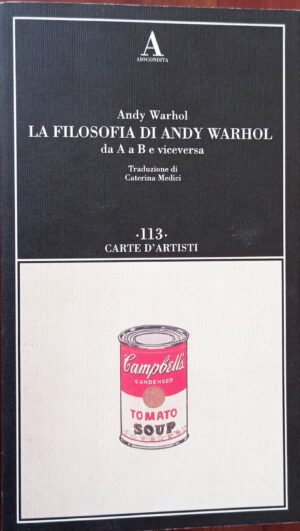 A
ABSCONDITA
Andy Warhol
LA FILOSOFIA DI ANDY WARHOL
da A a B e viceversa
Traduzione di
Caterina Medici
·113·
CARTE D'ARTISTI
Campbell's
CONDENSED
TOMATO
SOUP